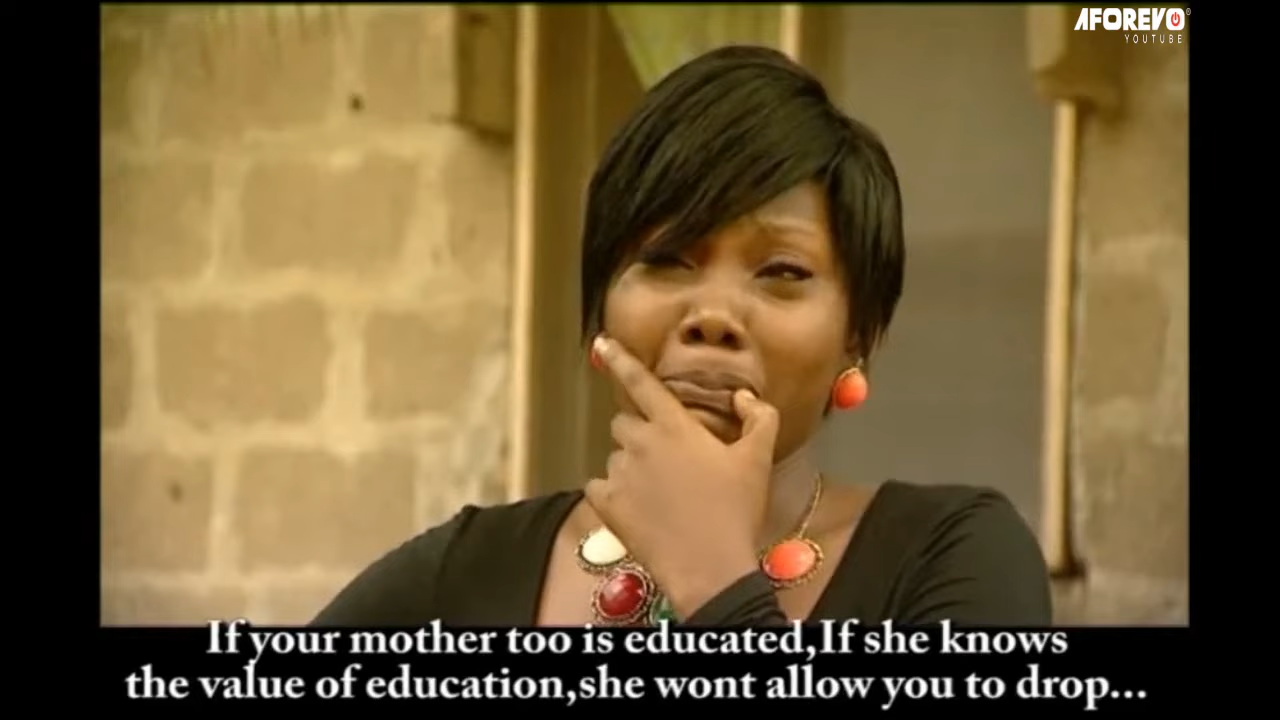 AFOREVO
YOUTUBE
If your mother too is educated,If she knows
the value of education,she wont allow you to drop...